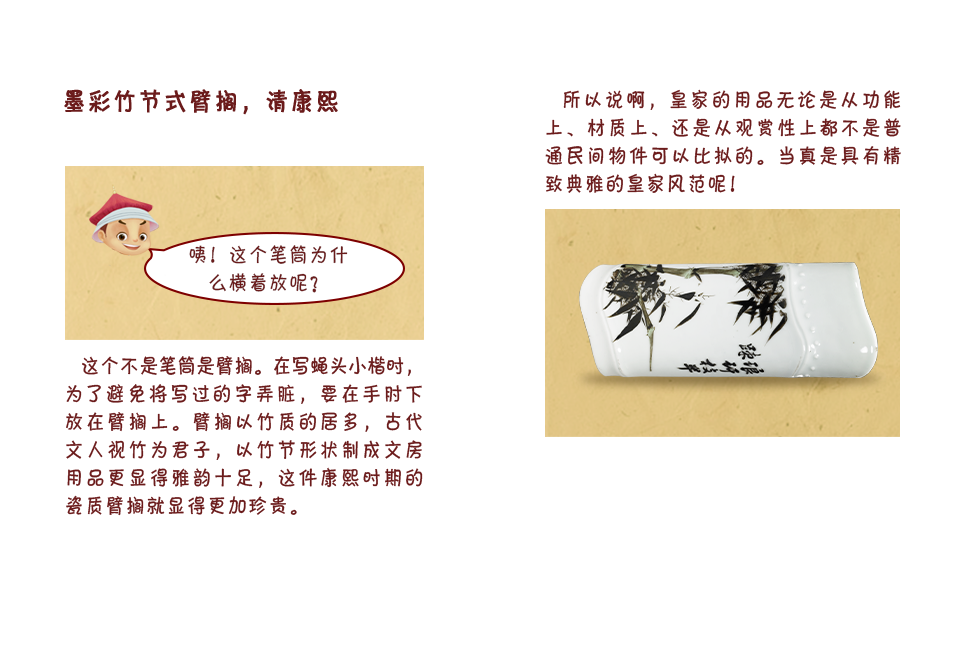 墨彩竹节式臂搁，清康熙
咦！这个笔筒为什
么横着放呢？
这个不是笔筒是臂搁。在写蝇头小楷时，
为了避免将写过的字弄脏，要在手肘下
放在臂搁上。臂搁以竹质的居多，古代
文人视竹为君子，以竹节形状制成文房
用品更显得雅韵十足，这件康熙时期的
瓷质臂搁就显得更加珍贵。
所以说啊，皇家的用品无论是从功能
上、材质上、还是从观赏性上都不是普
通民间物件可以比拟的。当真是具有精
致典雅的皇家风范呢！